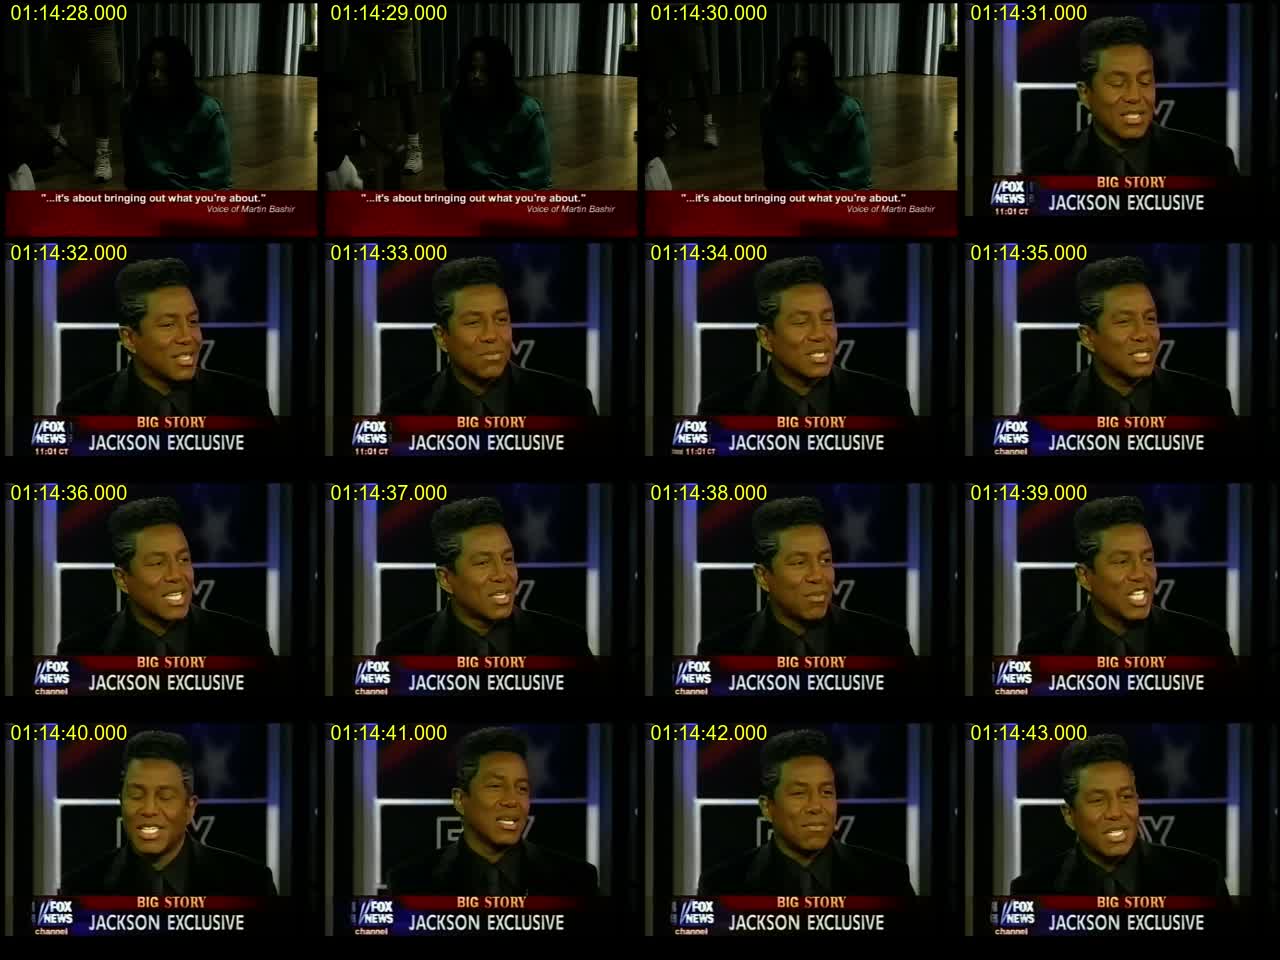 01:14:28.000
"...it's about bringing out what you're about."
Voice of Martin Bashir
01:14:29.000
"...it's about bringing out what you're about."
Voice of Martin Bashir
01:14:30.000
"...it's about bringing out what you're about."
Voice of Martin Bashir
01:14:31.000
FOX NEWS
11:01 CT
BIG STORY
JACKSON EXCLUSIVE
01:14:32.000
FOX NEWS
11:01 CT
BIG STORY
JACKSON EXCLUSIVE
01:14:33.000
FOX NEWS
11:01 CT
BIG STORY
JACKSON EXCLUSIVE
01:14:34.000
FOX NEWS
11:01 CT
BIG STORY
JACKSON EXCLUSIVE
01:14:35.000
FOX NEWS
channel
BIG STORY
JACKSON EXCLUSIVE
01:14:36.000
FOX NEWS
channel
BIG STORY
JACKSON EXCLUSIVE
01:14:37.000
FOX NEWS
channel
BIG STORY
JACKSON EXCLUSIVE
01:14:38.000
FOX NEWS
channel
BIG STORY
JACKSON EXCLUSIVE
01:14:39.000
FOX NEWS
channel
BIG STORY
JACKSON EXCLUSIVE
01:14:40.000
FOX NEWS
channel
BIG STORY
JACKSON EXCLUSIVE
01:14:41.000
FOX NEWS
channel
BIG STORY
JACKSON EXCLUSIVE
01:14:42.000
FOX NEWS
channel
BIG STORY
JACKSON EXCLUSIVE
01:14:43.000
FOX NEWS
channel
BIG STORY
JACKSON EXCLUSIVE